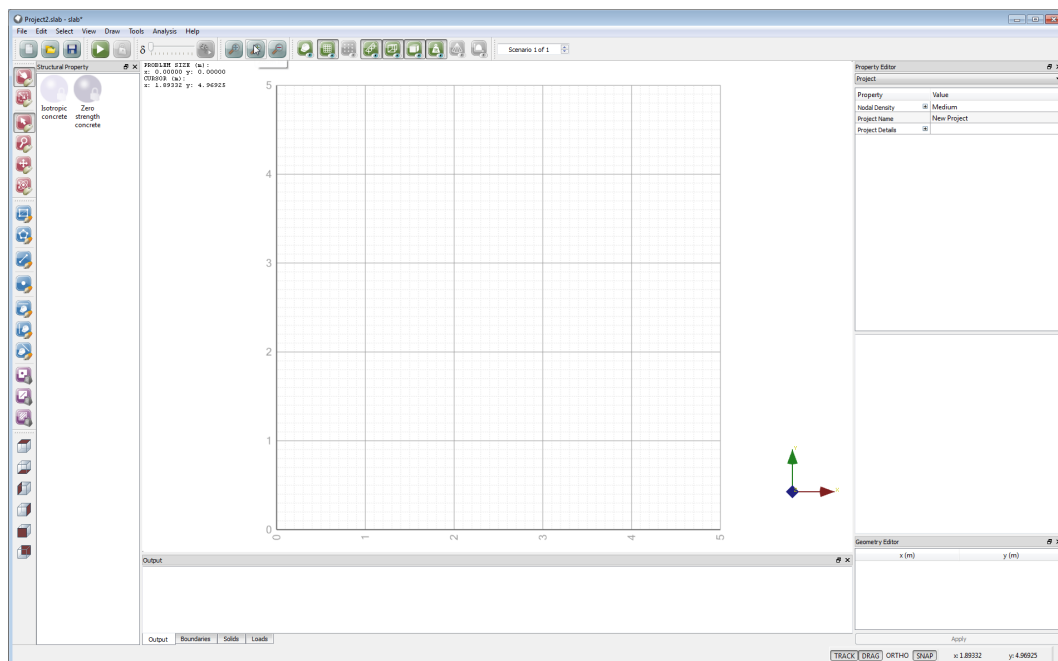 Project2.slab - slab*
File Edit Select View Draw Tools Analysis Help
δ
Scenario 1 of 1
Structural Property
Isotropic concrete
Zero strength concrete
PROBLEM SIZE (m):
x: 0.00000 y: 0.00000
CURSOR (m):
x: 1.89332 y: 4.96925
5
4
3
2
1
0
0 1 2 3 4 5
Property Editor
Project
Property Value
Nodal Density Medium
Project Name New Project
Project Details
Geometry Editor
x (m) y (m)
Apply
Output
Output Boundaries Solids Loads
TRACK DRAG ORTHO SNAP x: 1.89332 y: 4.96925